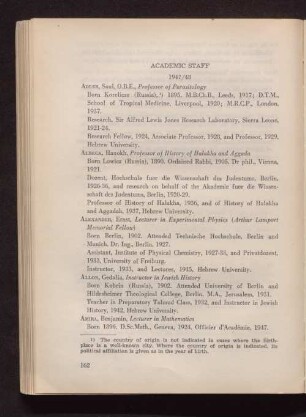 ACADEMIC STAFF
1942/43
ADLER, Saul, O.B.E., Professor of Parasitology
Born Korelicze (Russia),¹) 1895. M.B.Ch.B., Leeds, 1917; D.T.M.,
School of Tropical Medicine, Liverpool, 1920; M.R.C.P., London,
1937.
Research, Sir Alfred Lewis Jones Research Laboratory, Sierra Leone,
1921-24.
Research Fellow, 1924, Associate Professor, 1928, and Professor, 1929,
Hebrew University.
ALBECK, Hanokh, Professor of History of Halakha and Aggada
Born Lowicz (Russia), 1890. Ordained Rabbi, 1916. Dr phil., Vienna,
1921.
Dozent, Hochschule fuer die Wissenschaft des Judentums, Berlin,
1926-36, and research on behalf of the Akademie fuer die Wissen-
schaft des Judentums, Berlin, 1920-
Professor of History of Halakha, 1936, and of History of Halakha
and Aggadah, 1937, Hebrew University.
ALEXANDER, Ernst, Lecturer in Experimental Physics (Arthur Lamport
Memorial Fellow)
Born Berlin, 1902. Attended Technische Hochschule, Berlin and
Munich. Dr Ing., Berlin, 1927.
Assistant, Institute of Physical Chemistry, 1927-33, and Privatdozent,
1933, University of Freiburg.
Instructor, 1933, and Lecturer, 1935, Hebrew University.
ALLON, Gedalia, Instructor in Jewish History
Born Kobrin (Russia), 1902. Attended University of Berlin and
Hildesheimer Theological College, Berlin. M.A., Jerusalem, 1931.
Teacher in Preparatory Talmud Class, 1932, and Instructor in Jewish
History, 1942, Hebrew University.
AMIRA, Benjamin, Lecturer in Mathematics
Born 1896. D.Sc.Math., Geneva, 1924. Officier d'Académie, 1947.
¹) The country of origin is not indicated in cases where the birth-
place is a well-known city. Where the country of origin is indicated, its
political affiliation is given as in the year of birth.
162